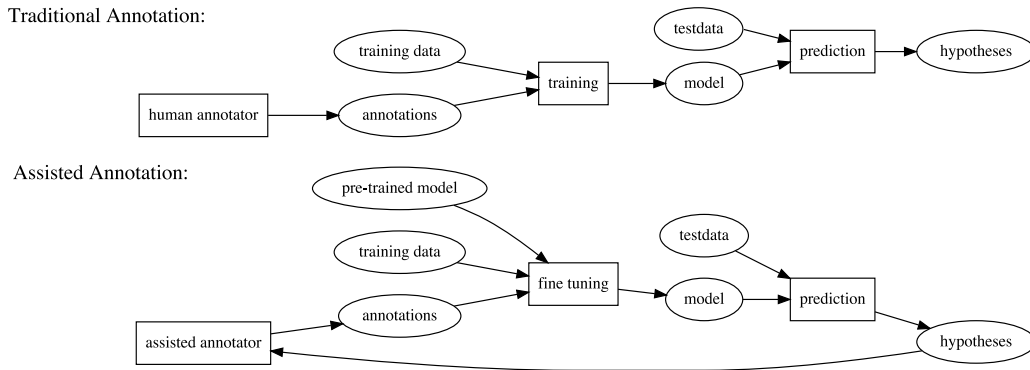 Traditional Annotation:
testdata
training data
prediction
hypotheses
training
model
human annotator
annotations
Assisted Annotation:
pre-trained model
testdata
training data
fine tuning
model
prediction
annotations
assisted annotator
hypotheses